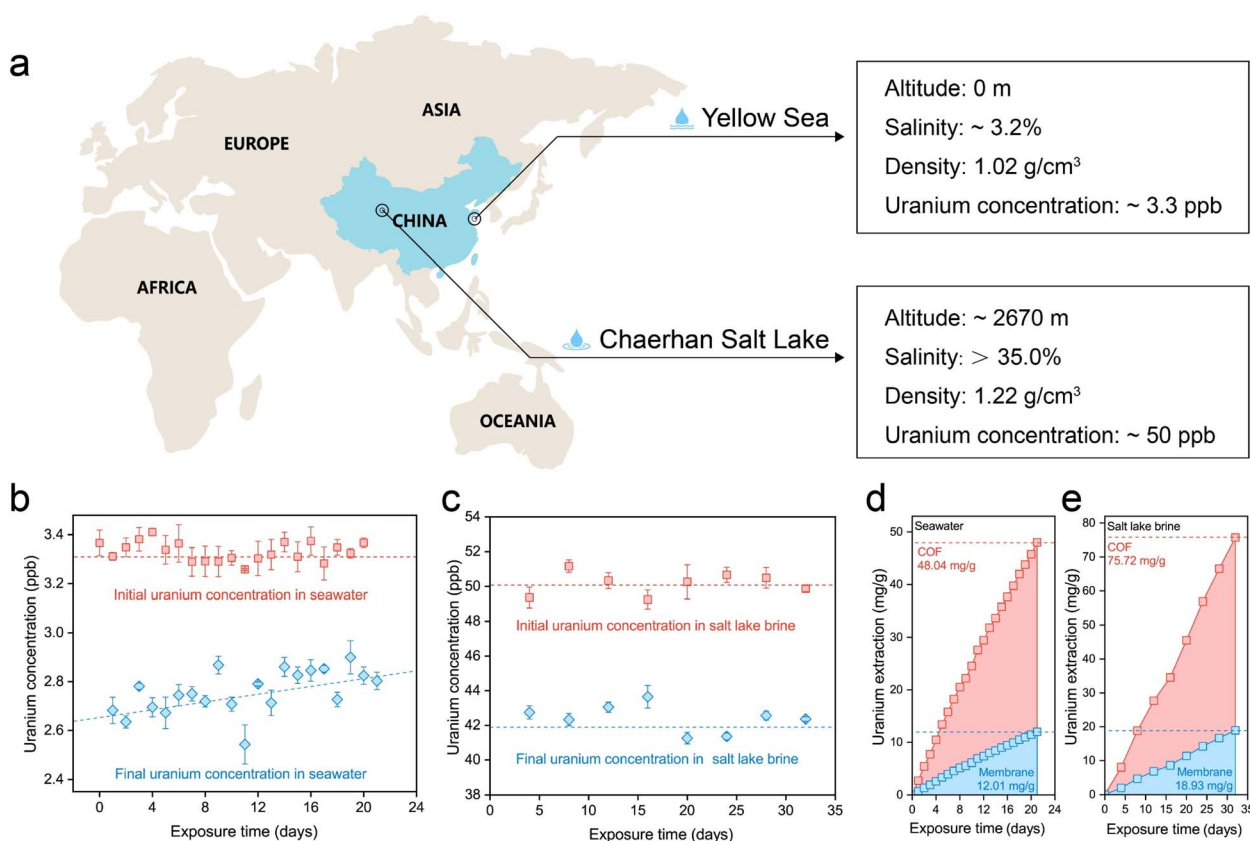 a
ASIA
EUROPE
CHINA
AFRICA
OCEANIA
Yellow Sea
Altitude: 0 m
Salinity: ~ 3.2%
Density: 1.02 g/cm³
Uranium concentration: ~ 3.3 ppb
Chaerhan Salt Lake
Altitude: ~ 2670 m
Salinity: > 35.0%
Density: 1.22 g/cm³
Uranium concentration: ~ 50 ppb
b
Uranium concentration (ppb)
3.4
3.2
3.0
2.8
2.6
2.4
Initial uranium concentration in seawater
Final uranium concentration in seawater
0 4 8 12 16 20 24
Exposure time (days)
c
Uranium concentration (ppb)
54
52
50
48
46
44
42
40
38
Initial uranium concentration in salt lake brine
Final uranium concentration in salt lake brine
0 5 10 15 20 25 30 35
Exposure time (days)
d
Uranium extraction (mg/g)
50
40
30
20
10
0
Seawater
COF
48.04 mg/g
Membrane
12.01 mg/g
0 4 8 12 16 20 24
Exposure time (days)
e
Uranium extraction (mg/g)
80
70
60
50
40
30
20
10
0
Salt lake brine
COF
75.72 mg/g
Membrane
18.93 mg/g
0 5 10 15 20 25 30 35
Exposure time (days)